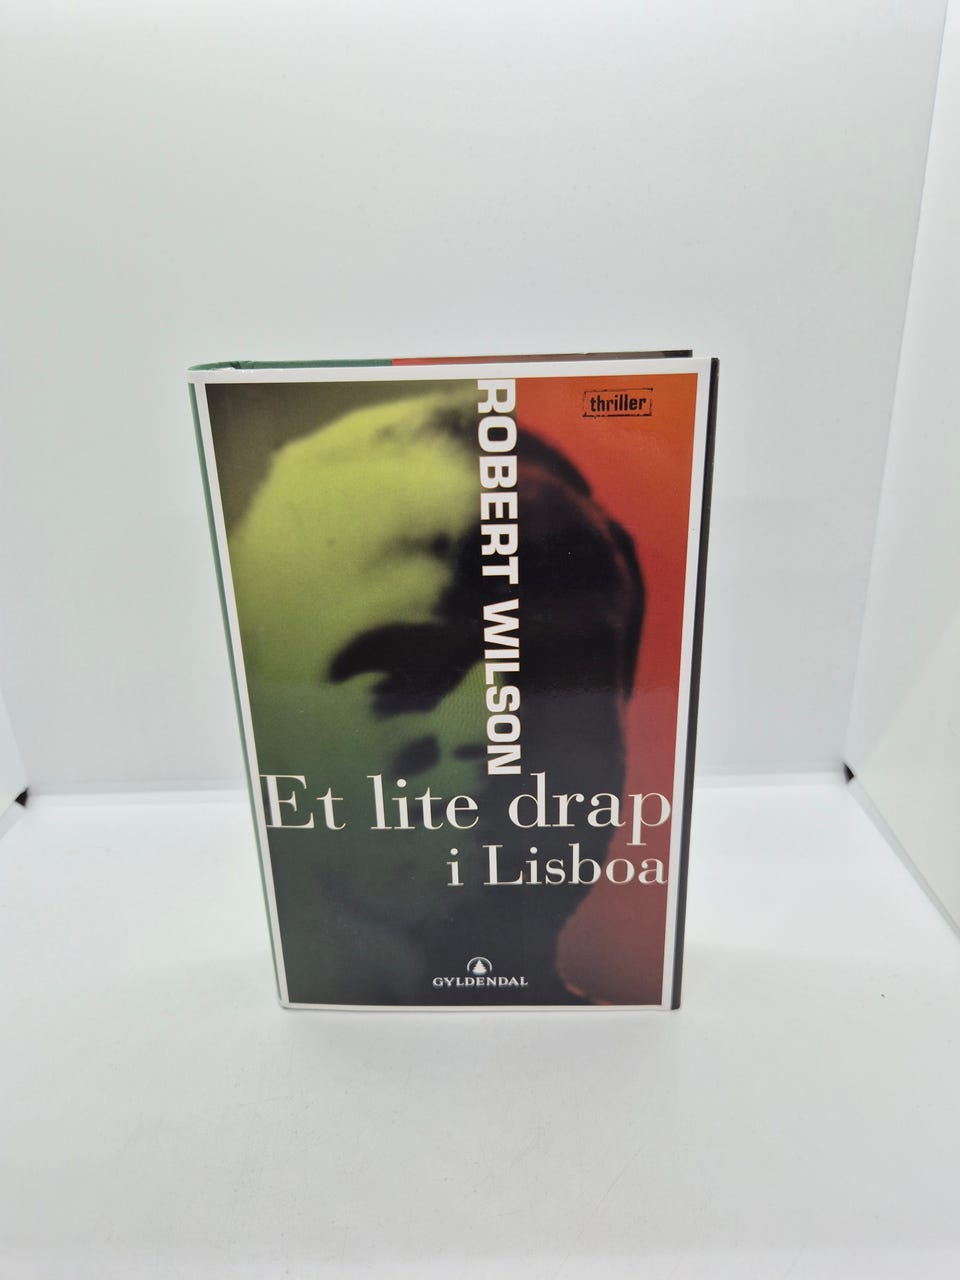 thriller
ROBERT WILSON
Et lite drap
i Lisboa
GYLDENDAL